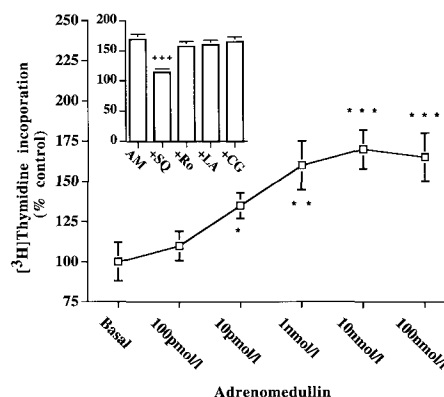 200
150
100
50
0
+++
AM
+SQ
+Ro
+LA
+CG
[3H]Thymidine incoporation
(% control)
250
225
200
175
150
125
100
75
*
* *
* * *
* * *
Basal
100pmol/l
10pmol/l
1nmol/l
10nmol/l
100nmol/l
Adrenomedullin